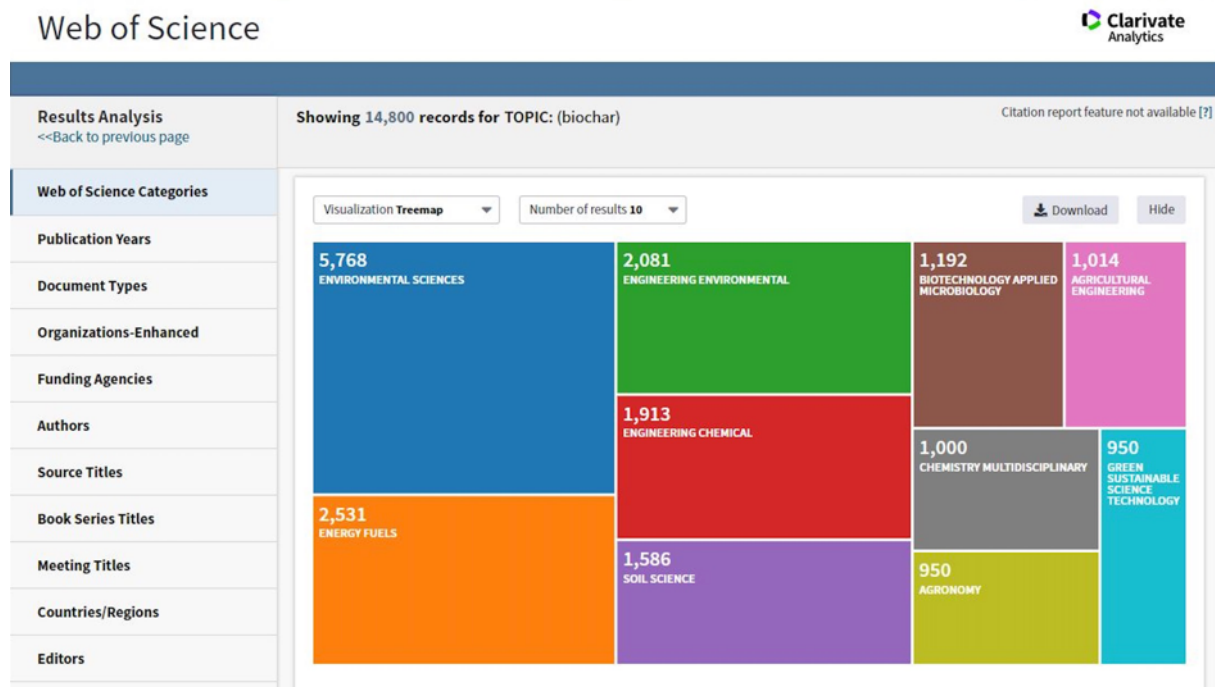 Web of Science
Clarivate
Analytics
Results Analysis
<<Back to previous page
Showing 14,800 records for TOPIC: (biochar)
Citation report feature not available [?]
Web of Science Categories
Publication Years
Document Types
Organizations-Enhanced
Funding Agencies
Authors
Source Titles
Book Series Titles
Meeting Titles
Countries/Regions
Editors
Visualization Treemap
Number of results 10
Download
Hide
5,768
ENVIRONMENTAL SCIENCES
2,531
ENERGY FUELS
2,081
ENGINEERING ENVIRONMENTAL
1,913
ENGINEERING CHEMICAL
1,586
SOIL SCIENCE
1,192
BIOTECHNOLOGY APPLIED
MICROBIOLOGY
1,014
AGRICULTURAL
ENGINEERING
1,000
CHEMISTRY MULTIDISCIPLINARY
950
GREEN
SUSTAINABLE
SCIENCE
TECHNOLOGY
950
AGRONOMY